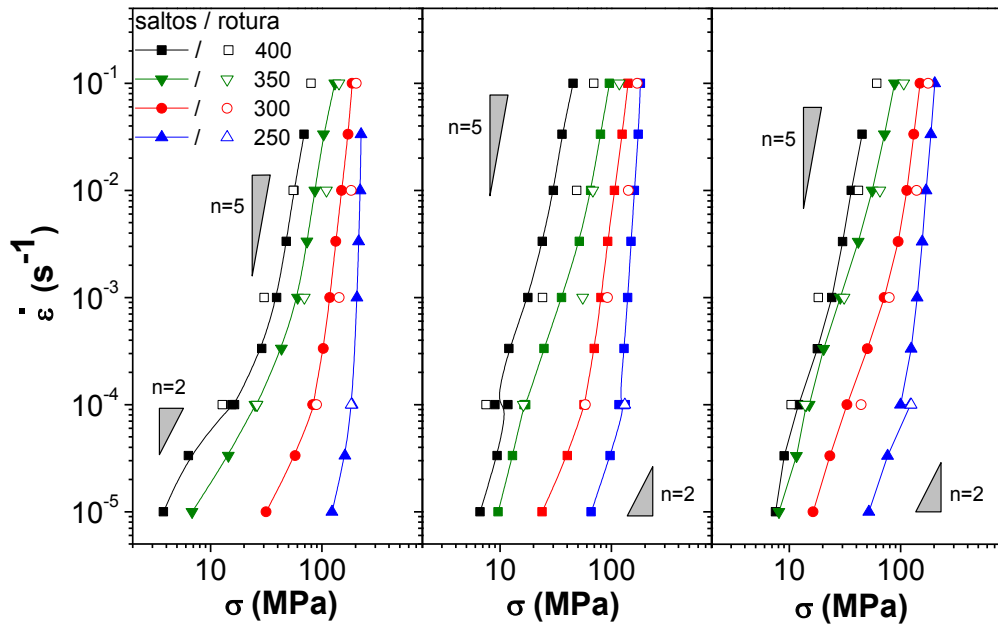 saltos / rotura
/ 400
/ 350
/ 300
/ 250
n=5
n=2
n=5
n=2
n=5
n=2
10⁻¹
10⁻²
10⁻³
10⁻⁴
10⁻⁵
ε̇ (s⁻¹)
10 100
10 100
10 100
σ (MPa)
σ (MPa)
σ (MPa)